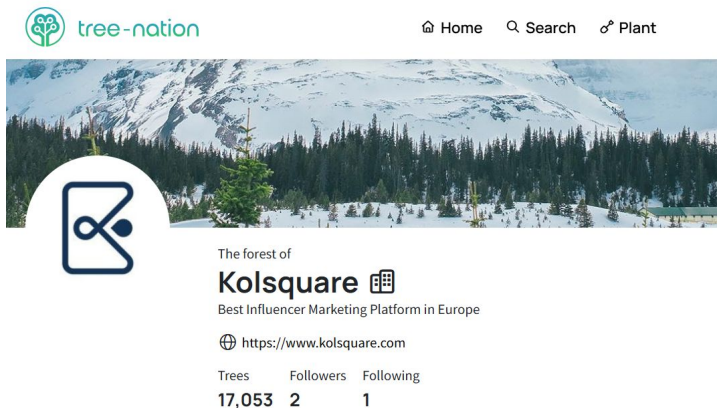 tree-nation
Home Search Plant
The forest of
Kolsquare
Best Influencer Marketing Platform in Europe
https://www.kolsquare.com
Trees Followers Following
17,053 2 1